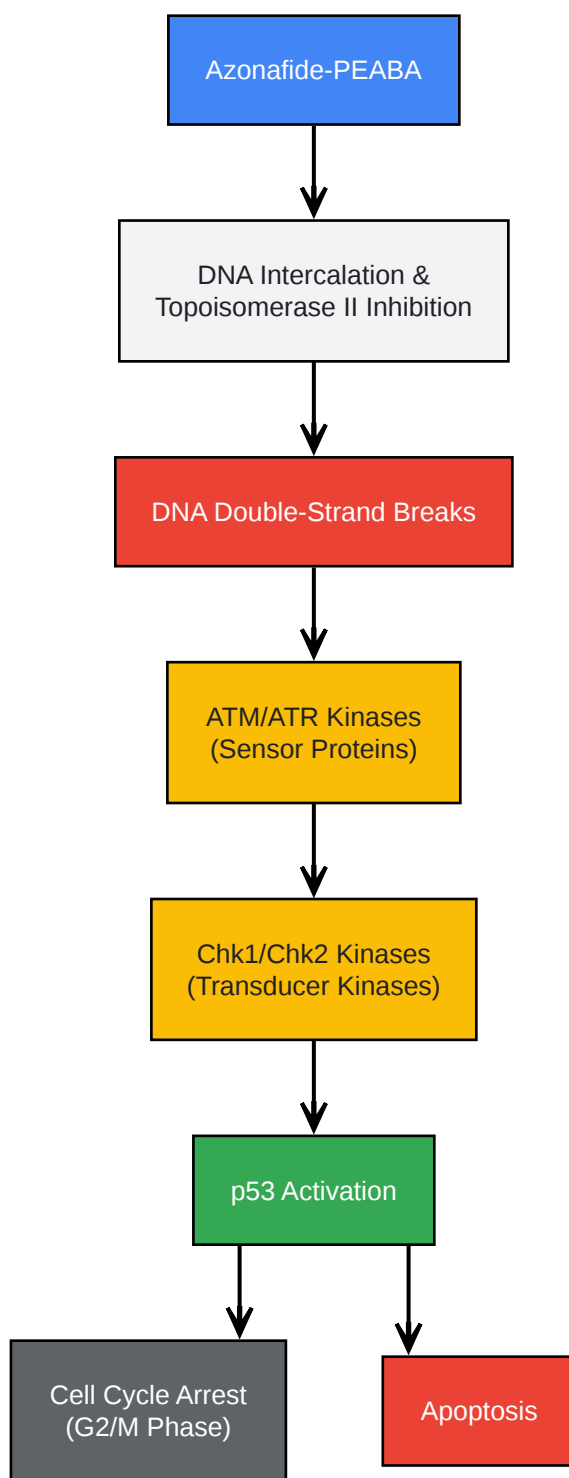 Azonafide-PEABA
DNA Intercalation &
Topoisomerase II Inhibition
DNA Double-Strand Breaks
ATM/ATR Kinases
(Sensor Proteins)
Chk1/Chk2 Kinases
(Transducer Kinases)
p53 Activation
Cell Cycle Arrest
(G2/M Phase)
Apoptosis